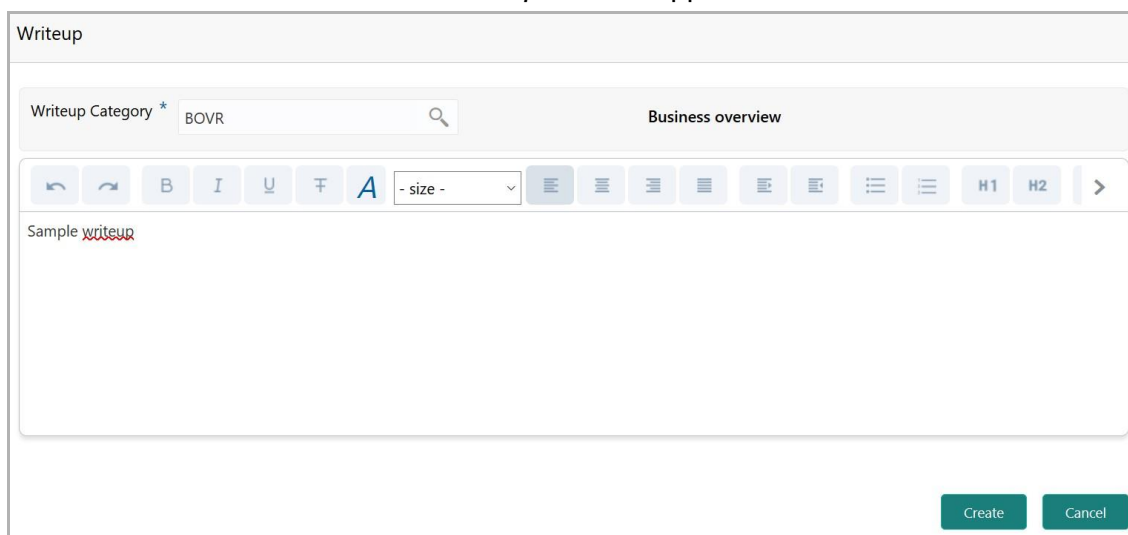 Writeup
Writeup Category * BOVR Business overview
B I U T A - size - H1 H2
Sample writeup
Create Cancel